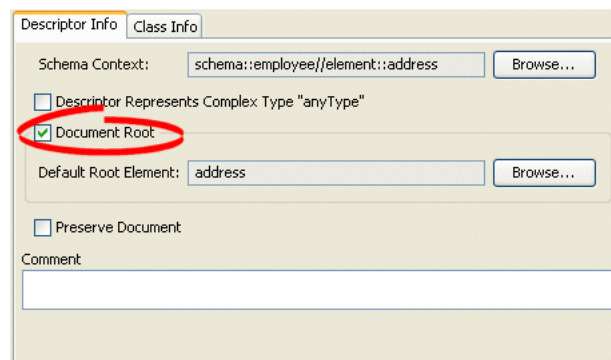 Descriptor Info Class Info
Schema Context: schema::employee//element::address Browse...
Descriptor Represents Complex Type "anyType"
Document Root
Default Root Element: address Browse...
Preserve Document
Comment